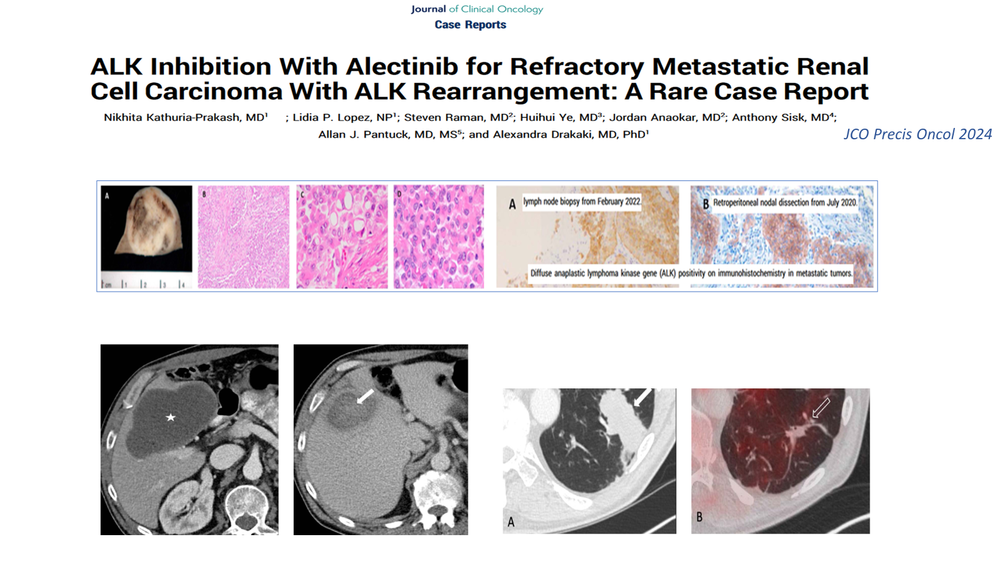 Journal of Clinical Oncology
Case Reports
ALK Inhibition With Alectinib for Refractory Metastatic Renal
Cell Carcinoma With ALK Rearrangement: A Rare Case Report
Nikhita Kathuria-Prakash, MD¹ ; Lidia P. Lopez, NP¹; Steven Raman, MD²; Huihui Ye, MD³; Jordan Anaokar, MD²; Anthony Sisk, MD⁴;
Allan J. Pantuck, MD, MS⁵; and Alexandra Drakaki, MD, PhD¹
JCO Precis Oncol 2024
A
cm 1 2 3 4
B
C
D
A lymph node biopsy from February 2022.
B Retroperitoneal nodal dissection from July 2020.
Diffuse anaplastic lymphoma kinase gene (ALK) positivity on immunohistochemistry in metastatic tumors.
A
B